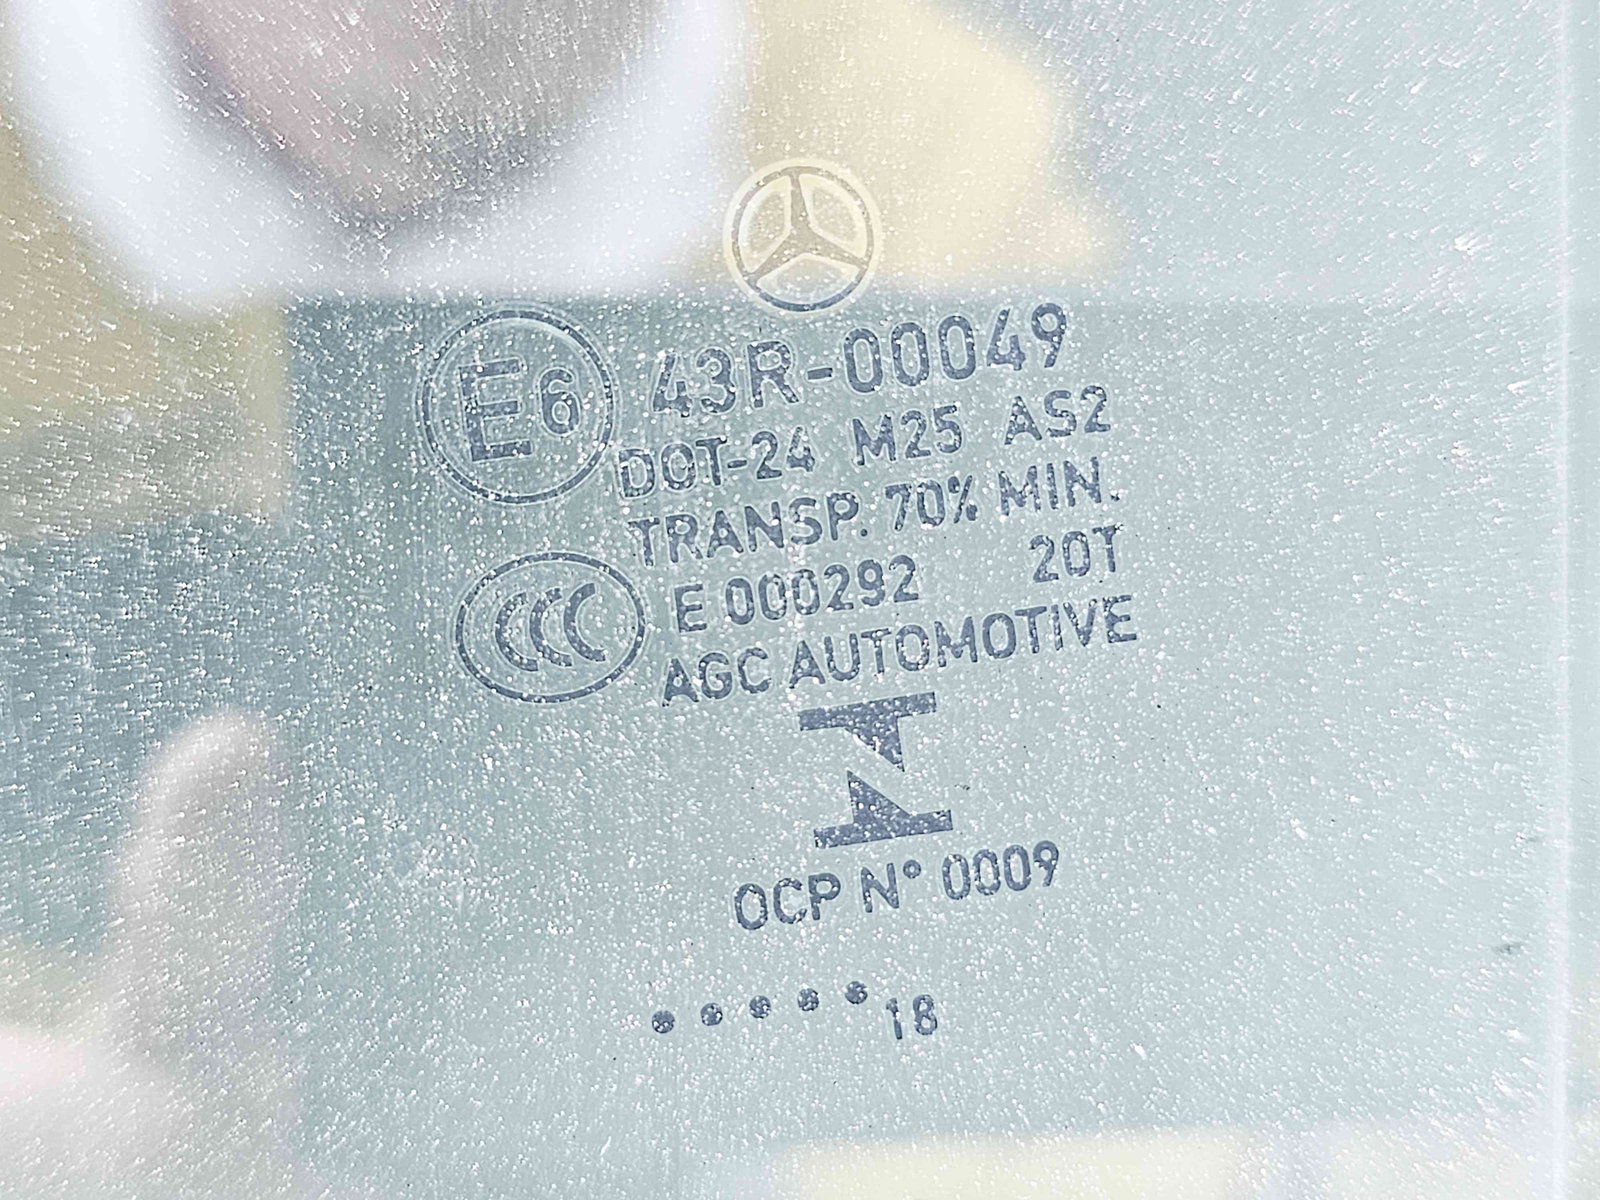 E6
43R-00049
DOT-24 M25 AS2
TRANSP. 70% MIN.
CCC
E 000292 20T
AGC AUTOMOTIVE
OCP N° 0009
.....18